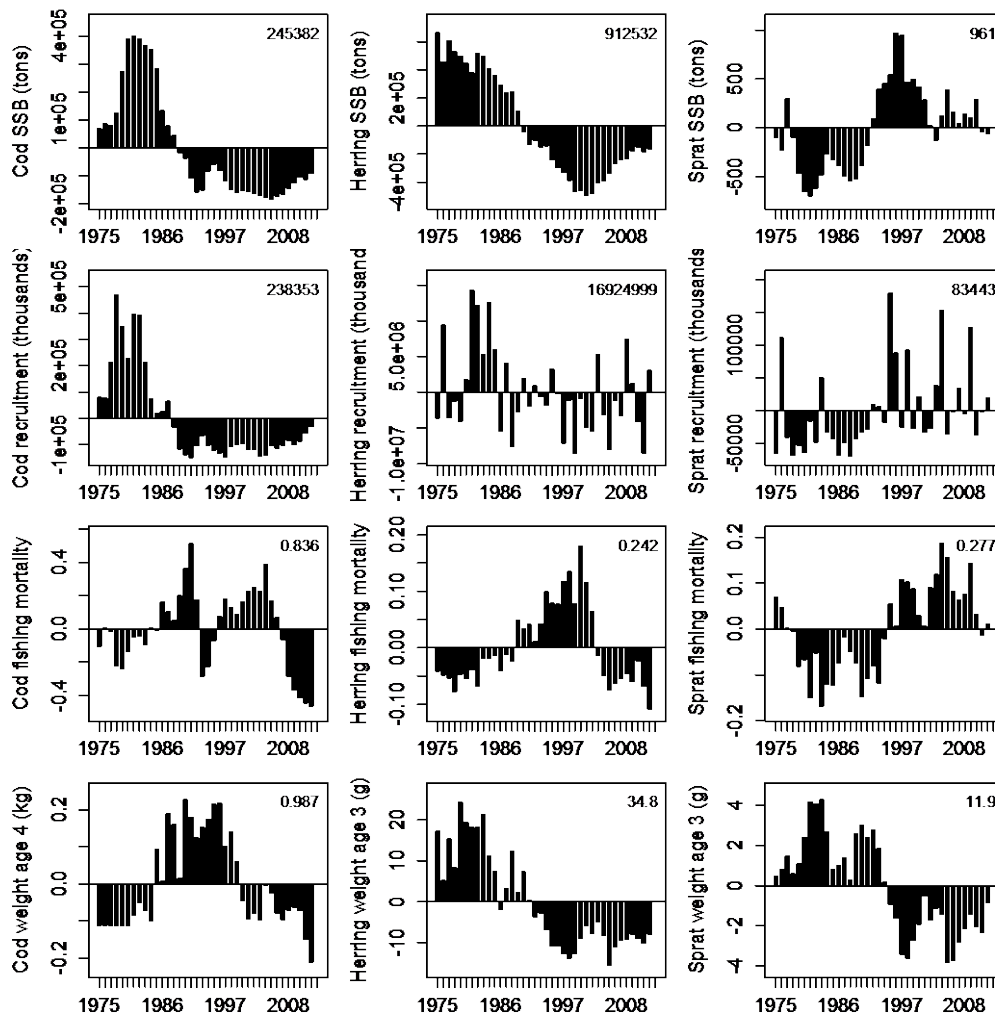 Cod SSB (tons)
4e+05
1e+05
-2e+05
245382
1975 1986 1997 2008
Herring SSB (tons)
2e+05
-4e+05
912532
1975 1986 1997 2008
Sprat SSB (tons)
500
0
-500
961
1975 1986 1997 2008
Cod recruitment (thousands)
5e+05
2e+05
-1e+05
238353
1975 1986 1997 2008
Herring recruitment (thousand
5.0e+06
-1.0e+07
16924999
1975 1986 1997 2008
Sprat recruitment (thousands
100000
-50000
83443
1975 1986 1997 2008
Cod fishing mortality
0.4
0.0
-0.4
0.836
1975 1986 1997 2008
Herring fishing mortality
0.20
0.10
0.00
-0.10
0.242
1975 1986 1997 2008
Sprat fishing mortality
0.2
0.0
-0.2
0.277
1975 1986 1997 2008
Cod weight age 4 (kg)
0.2
0.0
-0.2
0.987
1975 1986 1997 2008
Herring weight age 3 (g)
20
10
0
-10
34.8
1975 1986 1997 2008
Sprat weight age 3 (g)
4
2
0
-2
-4
11.9
1975 1986 1997 2008